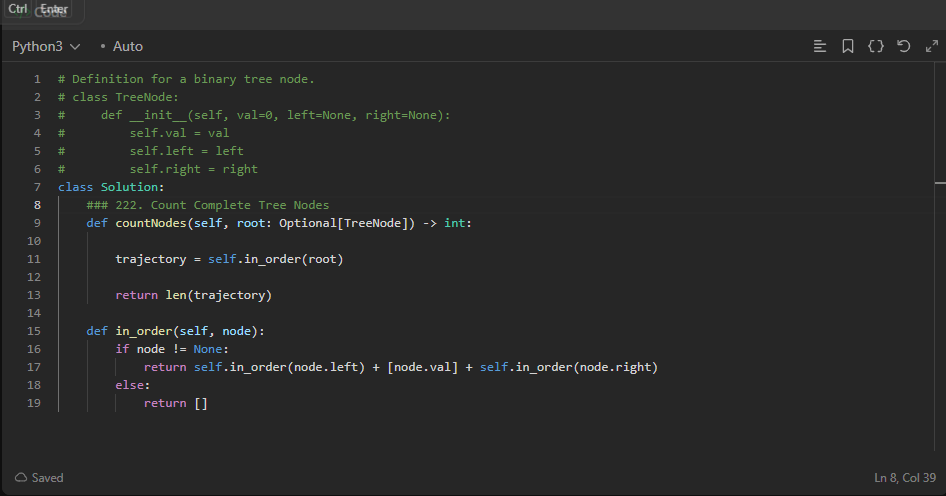 Ctrl Enter
Code
Python3 • Auto
1 # Definition for a binary tree node.
2 # class TreeNode:
3 #     def __init__(self, val=0, left=None, right=None):
4 #         self.val = val
5 #         self.left = left
6 #         self.right = right
7 class Solution:
8     ### 222. Count Complete Tree Nodes
9     def countNodes(self, root: Optional[TreeNode]) -> int:
10
11         trajectory = self.in_order(root)
12
13         return len(trajectory)
14
15     def in_order(self, node):
16         if node != None:
17             return self.in_order(node.left) + [node.val] + self.in_order(node.right)
18         else:
19             return []
Saved
Ln 8, Col 39